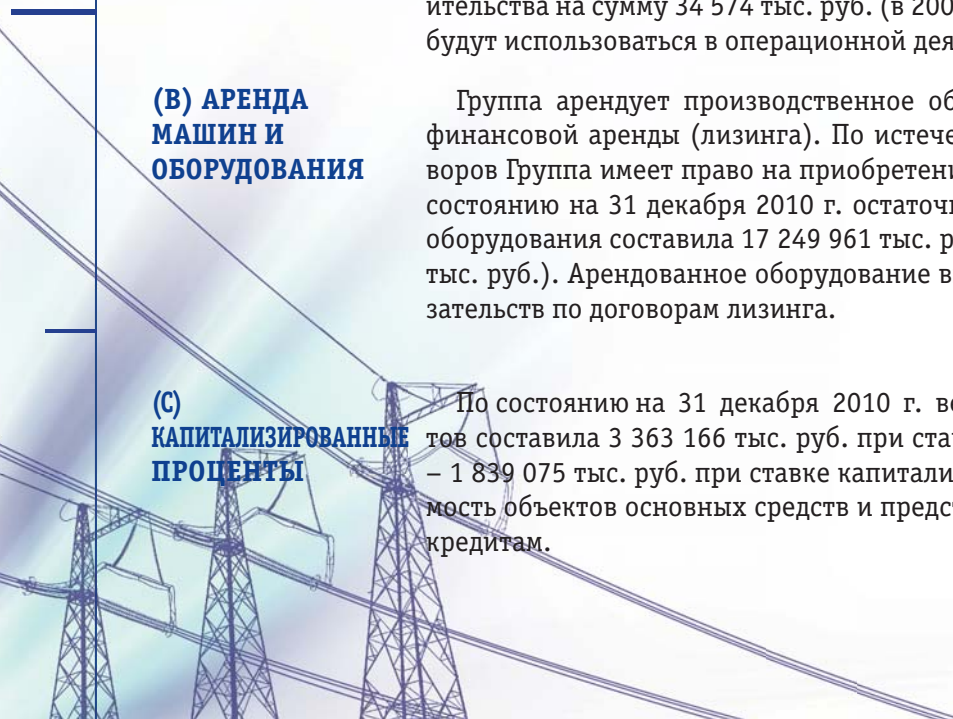 ительства на сумму 34 574 тыс. руб. (в 200
будут использоваться в операционной дея
(B) АРЕНДА
МАШИН И
ОБОРУДОВАНИЯ
Группа арендует производственное об
финансовой аренды (лизинга). По истече
воров Группа имеет право на приобретени
состоянию на 31 декабря 2010 г. остаточ
оборудования составила 17 249 961 тыс. р
тыс. руб.). Арендованное оборудование в
зательств по договорам лизинга.
(C)
КАПИТАЛИЗИРОВАННЫЕ
ПРОЦЕНТЫ
По состоянию на 31 декабря 2010 г. ве
тов составила 3 363 166 тыс. руб. при ста
– 1 839 075 тыс. руб. при ставке капитали
мость объектов основных средств и предст
кредитам.